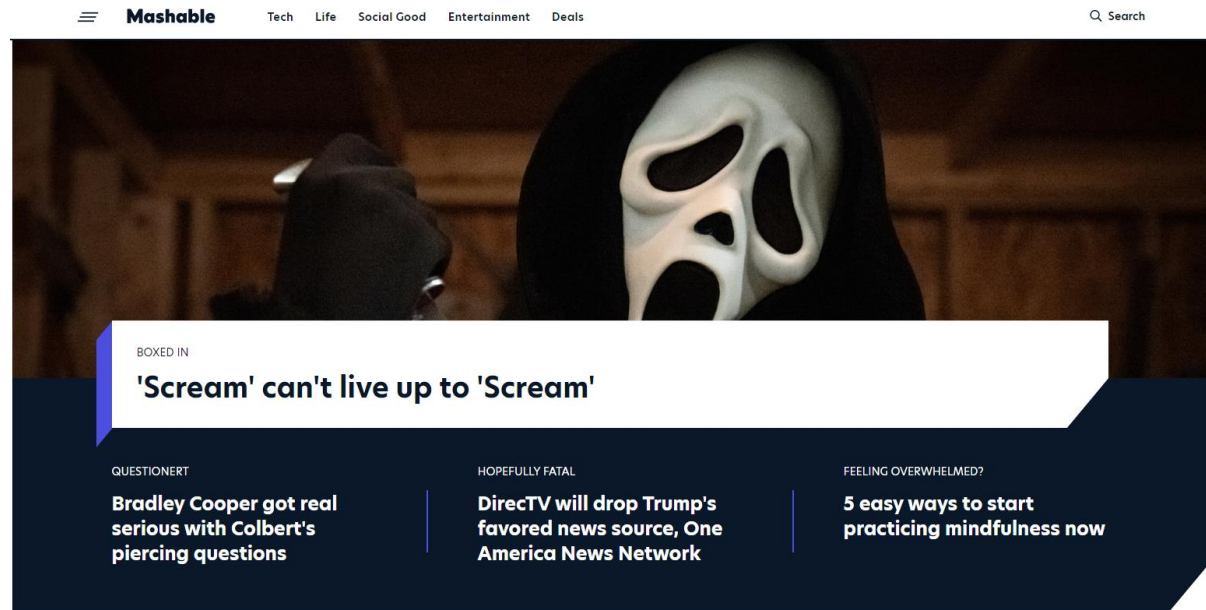 Mashable Tech Life Social Good Entertainment Deals Search
BOXED IN
'Scream' can't live up to 'Scream'
QUESTIONERT
Bradley Cooper got real
serious with Colbert's
piercing questions
HOPEFULLY FATAL
DirecTV will drop Trump's
favored news source, One
America News Network
FEELING OVERWHELMED?
5 easy ways to start
practicing mindfulness now